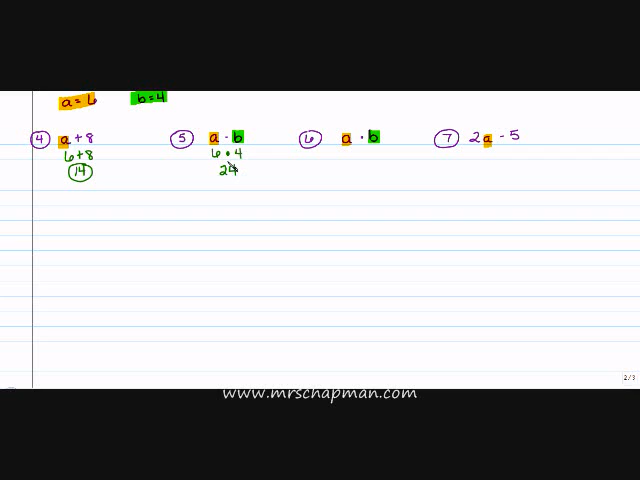 a = 6 b = 4
4 a + 8 5 a - b 6 a · b 7 2a - 5
6 + 8 6 · 4
14 24
2/3
www.mrschapman.com